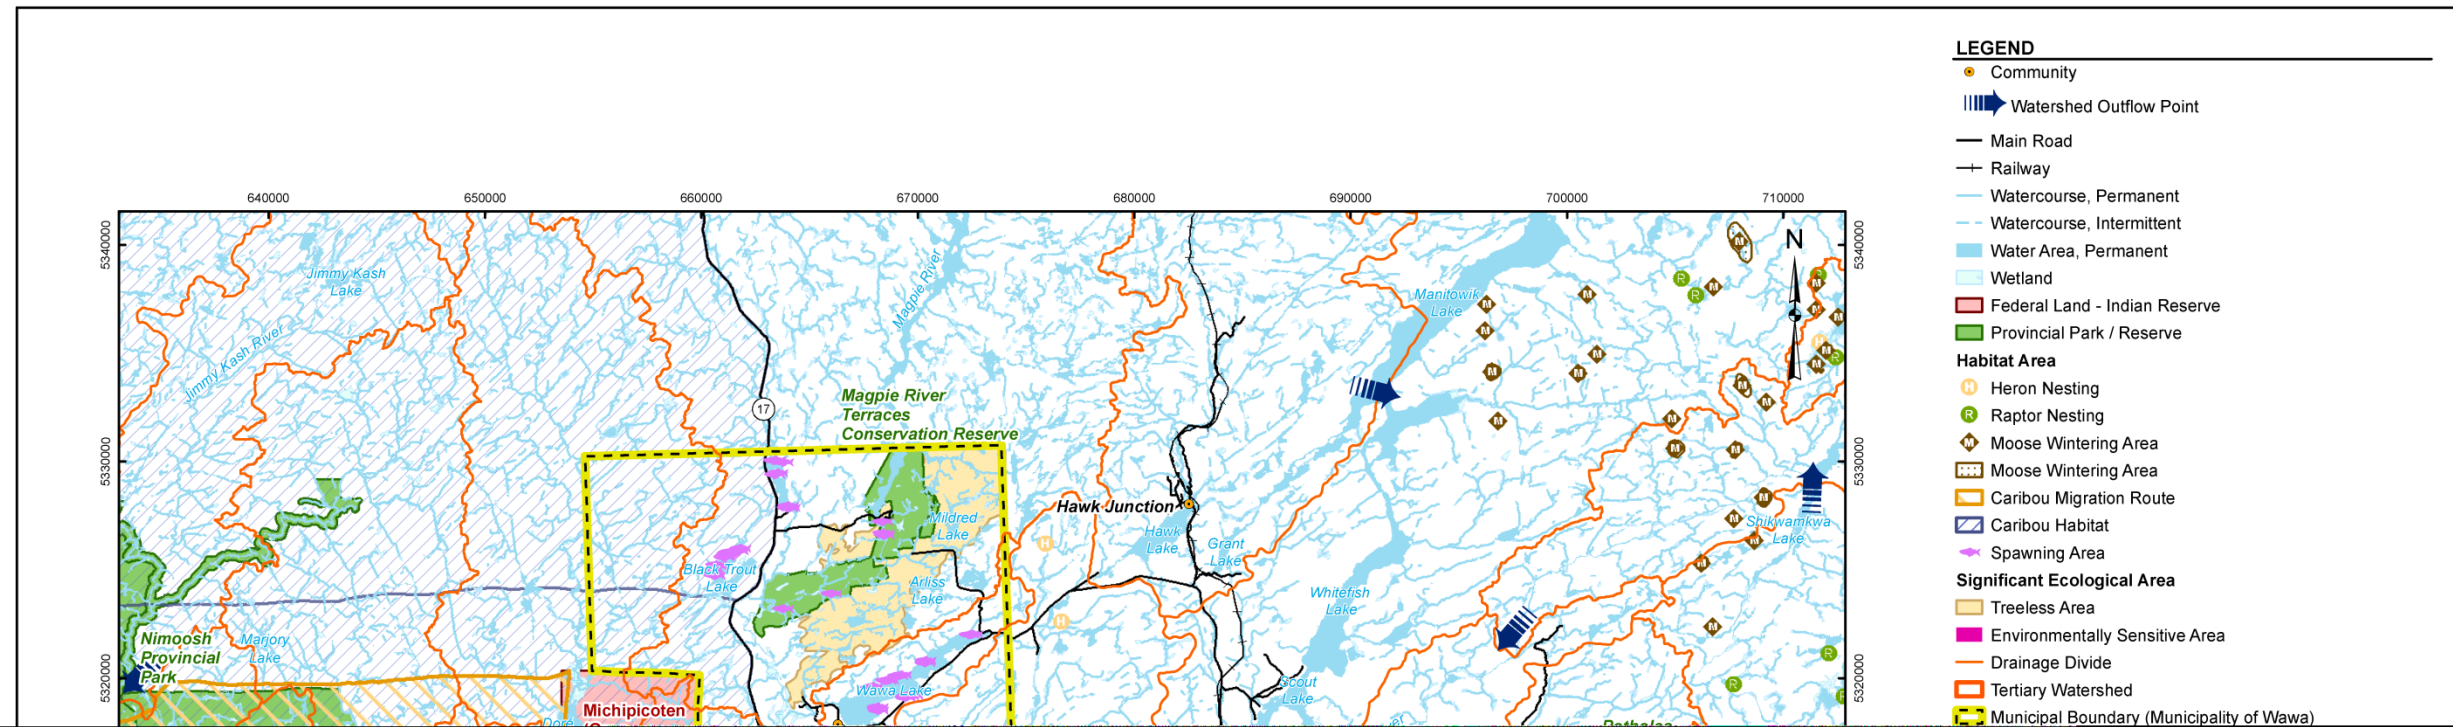 LEGEND
Community
Watershed Outflow Point
Main Road
Railway
Watercourse, Permanent
Watercourse, Intermittent
Water Area, Permanent
Wetland
Federal Land - Indian Reserve
Provincial Park / Reserve
Habitat Area
H Heron Nesting
R Raptor Nesting
M Moose Wintering Area
Moose Wintering Area
Caribou Migration Route
Caribou Habitat
Spawning Area
Significant Ecological Area
Treeless Area
Environmentally Sensitive Area
Drainage Divide
Tertiary Watershed
Municipal Boundary (Municipality of Wawa)
640000 650000 660000 670000 680000 690000 700000 710000
5340000
5330000
5320000
5340000
5330000
5320000
N
Jimmy Kash
Lake
Jimmy Kash River
Magpie River
Manitowik
Lake
17
Magpie River
Terraces
Conservation Reserve
Hawk Junction
Hawk
Lake
Grant
Lake
Mildred
Lake
Black Trout
Lake
Arliss
Lake
Whitefish
Lake
Shikwamkwa
Lake
Nimoosh
Provincial
Park
Marjory
Lake
Wawa Lake
Scout
Lake
Michipicoten
Dore